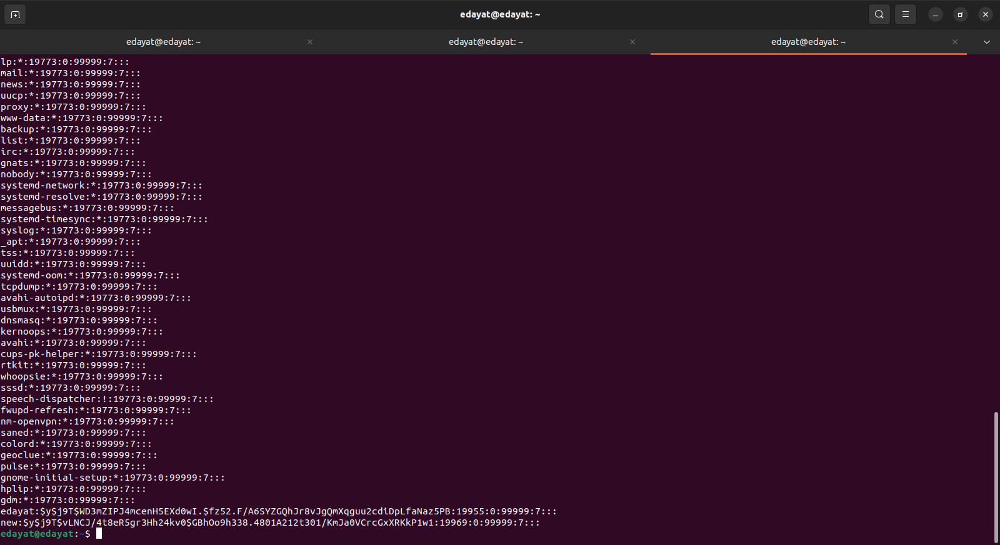 edayat@edayat: ~
edayat@edayat: ~
edayat@edayat: ~
edayat@edayat: ~
lp:*:19773:0:99999:7:::
mail:*:19773:0:99999:7:::
news:*:19773:0:99999:7:::
uucp:*:19773:0:99999:7:::
proxy:*:19773:0:99999:7:::
www-data:*:19773:0:99999:7:::
backup:*:19773:0:99999:7:::
list:*:19773:0:99999:7:::
irc:*:19773:0:99999:7:::
gnats:*:19773:0:99999:7:::
nobody:*:19773:0:99999:7:::
systemd-network:*:19773:0:99999:7:::
systemd-resolve:*:19773:0:99999:7:::
messagebus:*:19773:0:99999:7:::
systemd-timesync:*:19773:0:99999:7:::
syslog:*:19773:0:99999:7:::
_apt:*:19773:0:99999:7:::
tss:*:19773:0:99999:7:::
uuidd:*:19773:0:99999:7:::
systemd-oom:*:19773:0:99999:7:::
tcpdump:*:19773:0:99999:7:::
avahi-autoipd:*:19773:0:99999:7:::
usbmux:*:19773:0:99999:7:::
dnsmasq:*:19773:0:99999:7:::
kernoops:*:19773:0:99999:7:::
avahi:*:19773:0:99999:7:::
cups-pk-helper:*:19773:0:99999:7:::
rtkit:*:19773:0:99999:7:::
whoopsie:*:19773:0:99999:7:::
sssd:*:19773:0:99999:7:::
speech-dispatcher:!:19773:0:99999:7:::
fwupd-refresh:*:19773:0:99999:7:::
nm-openvpn:*:19773:0:99999:7:::
saned:*:19773:0:99999:7:::
colord:*:19773:0:99999:7:::
geoclue:*:19773:0:99999:7:::
pulse:*:19773:0:99999:7:::
gnome-initial-setup:*:19773:0:99999:7:::
hplip:*:19773:0:99999:7:::
gdm:*:19773:0:99999:7:::
edayat:$y$j9T$WD3mZIPJ4mcenH5EXd0wI.$fz52.F/A6SYZGQhJr8vJgQmXqguu2cdiDpLfaNaz5PB:19955:0:99999:7:::
new:$y$j9T$vLNCJ/4t8eR5gr3Hh24kv0$GBhOo9h338.4801A212t301/KmJa0VCrcGxXRKkP1w1:19969:0:99999:7:::
edayat@edayat:~$